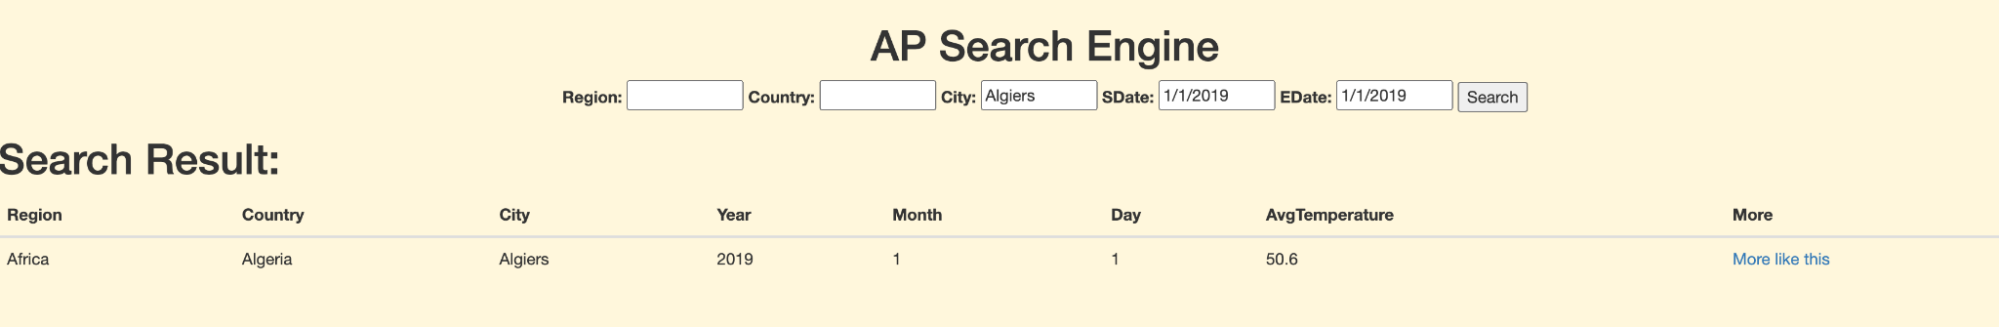 AP Search Engine
Region: Country: City: Algiers SDate: 1/1/2019 EDate: 1/1/2019 Search
Search Result:
Region Country City Year Month Day AvgTemperature More
Africa Algeria Algiers 2019 1 1 50.6 More like this